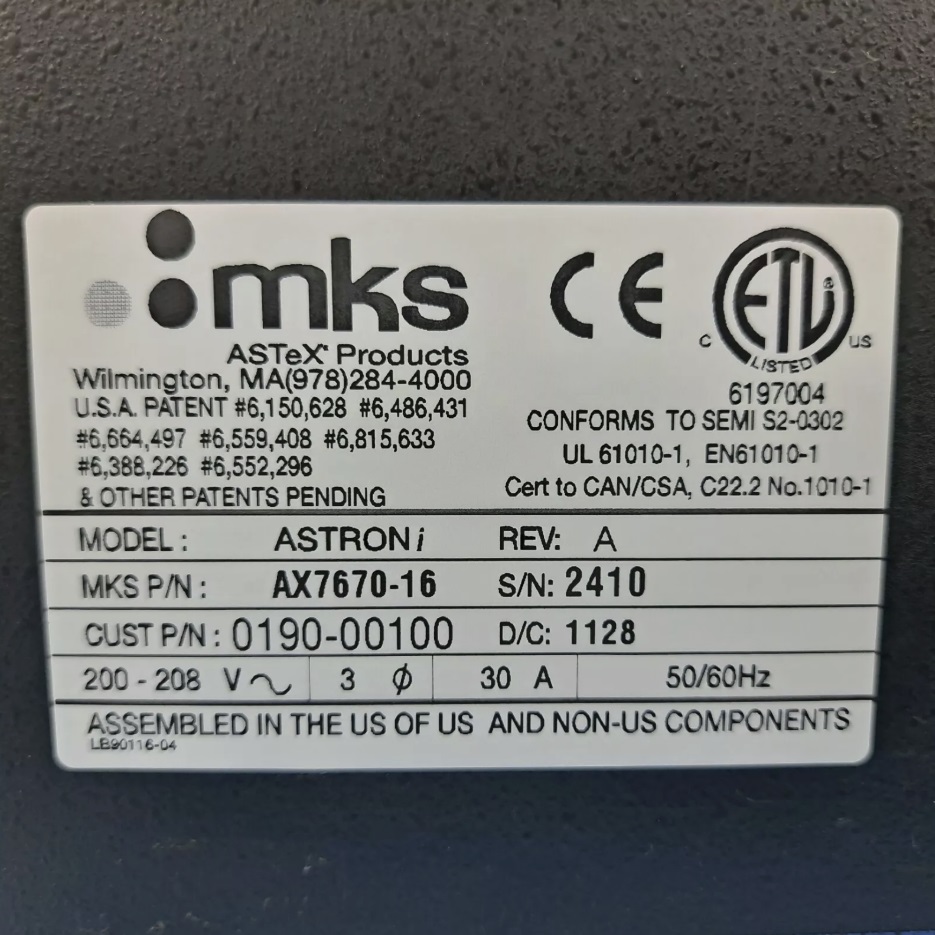 mks
ASTeX® Products
Wilmington, MA(978)284-4000
U.S.A. PATENT #6,150,628 #6,486,431
#6,664,497 #6,559,408 #6,815,633
#6,388,226 #6,552,296
& OTHER PATENTS PENDING
CE
ETL®
C LISTED US
6197004
CONFORMS TO SEMI S2-0302
UL 61010-1, EN61010-1
Cert to CAN/CSA, C22.2 No.1010-1
MODEL: ASTRONi REV: A
MKS P/N: AX7670-16 S/N: 2410
CUST P/N: 0190-00100 D/C: 1128
200 - 208 V~ 3 Ø 30 A 50/60Hz
ASSEMBLED IN THE US OF US AND NON-US COMPONENTS
LB90116-04